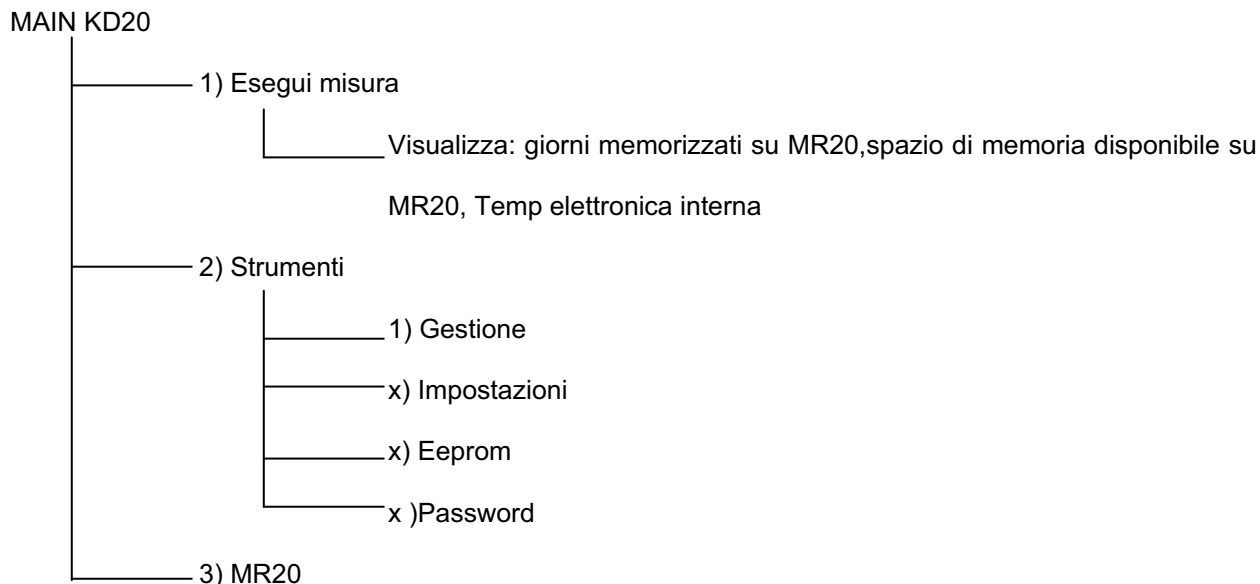 MAIN KD20
1) Esegui misura
Visualizza: giorni memorizzati su MR20,spazio di memoria disponibile su
MR20, Temp elettronica interna
2) Strumenti
1) Gestione
x) Impostazioni
x) Eeprom
x )Password
3) MR20